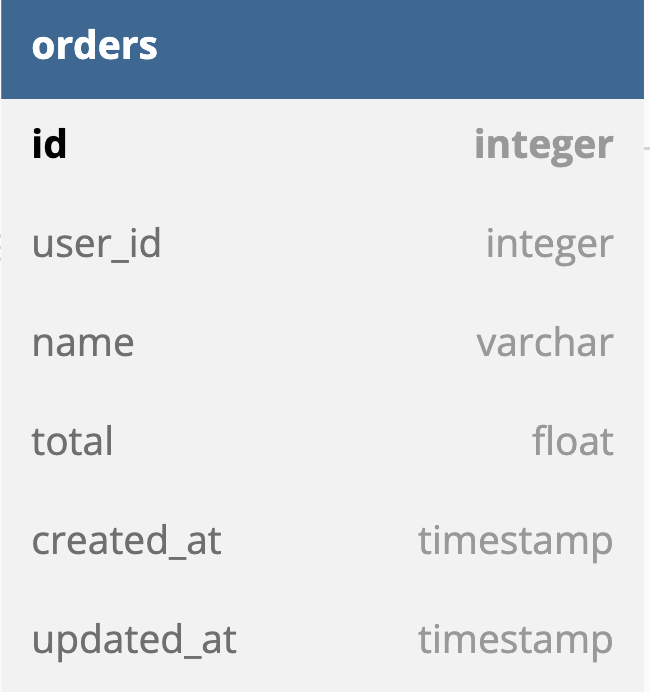 orders
id integer
user_id integer
name varchar
total float
created_at timestamp
updated_at timestamp